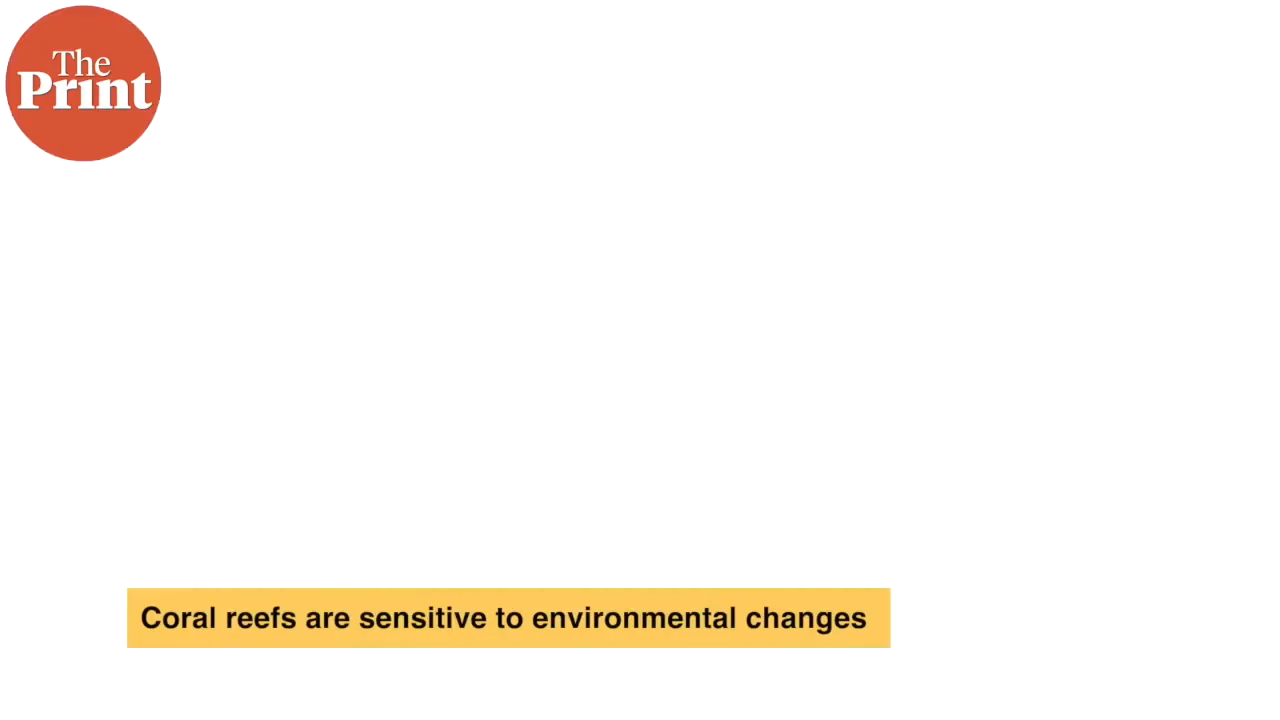 The
Print
Coral reefs are sensitive to environmental changes